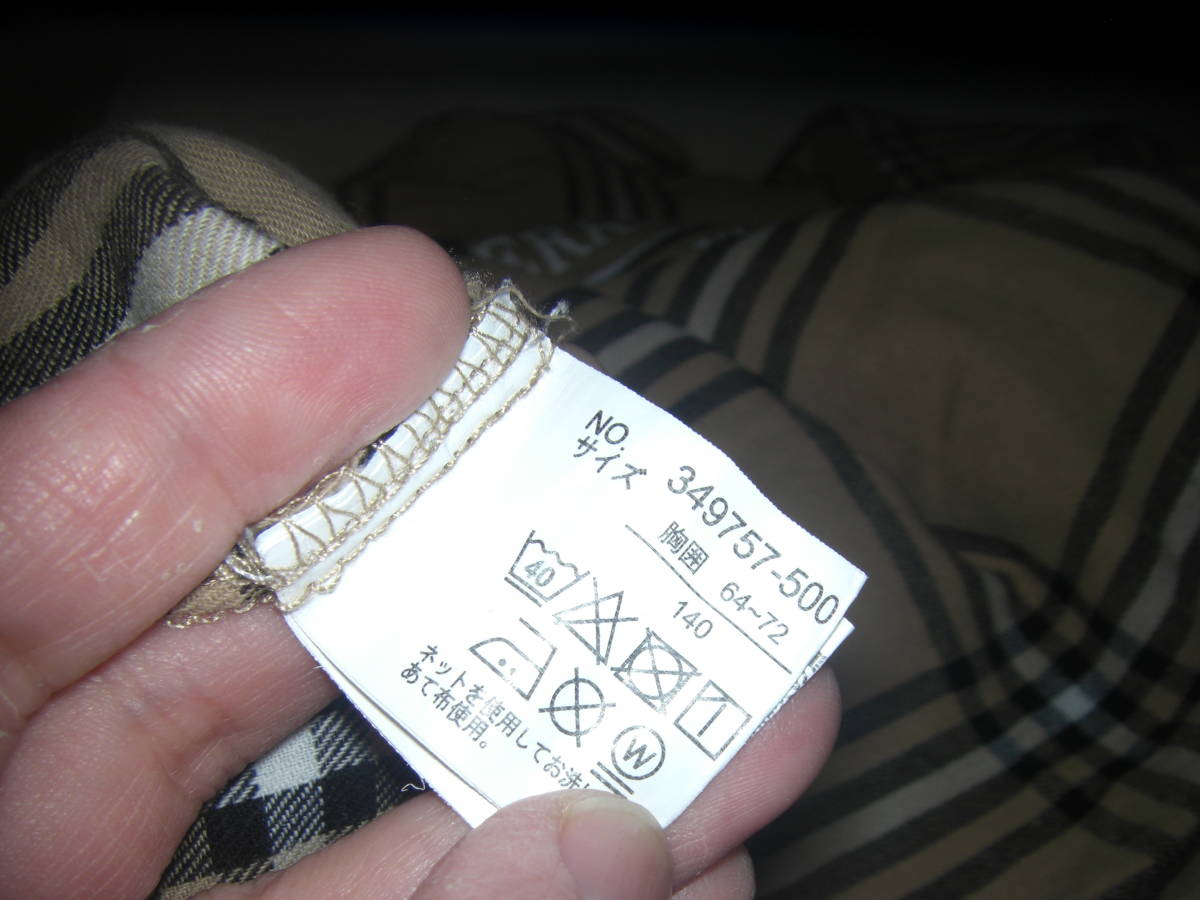 NO. 349757-500
サイズ
胸囲 64~72
140
40
W
ネットを使用してお洗い
あて布使用。